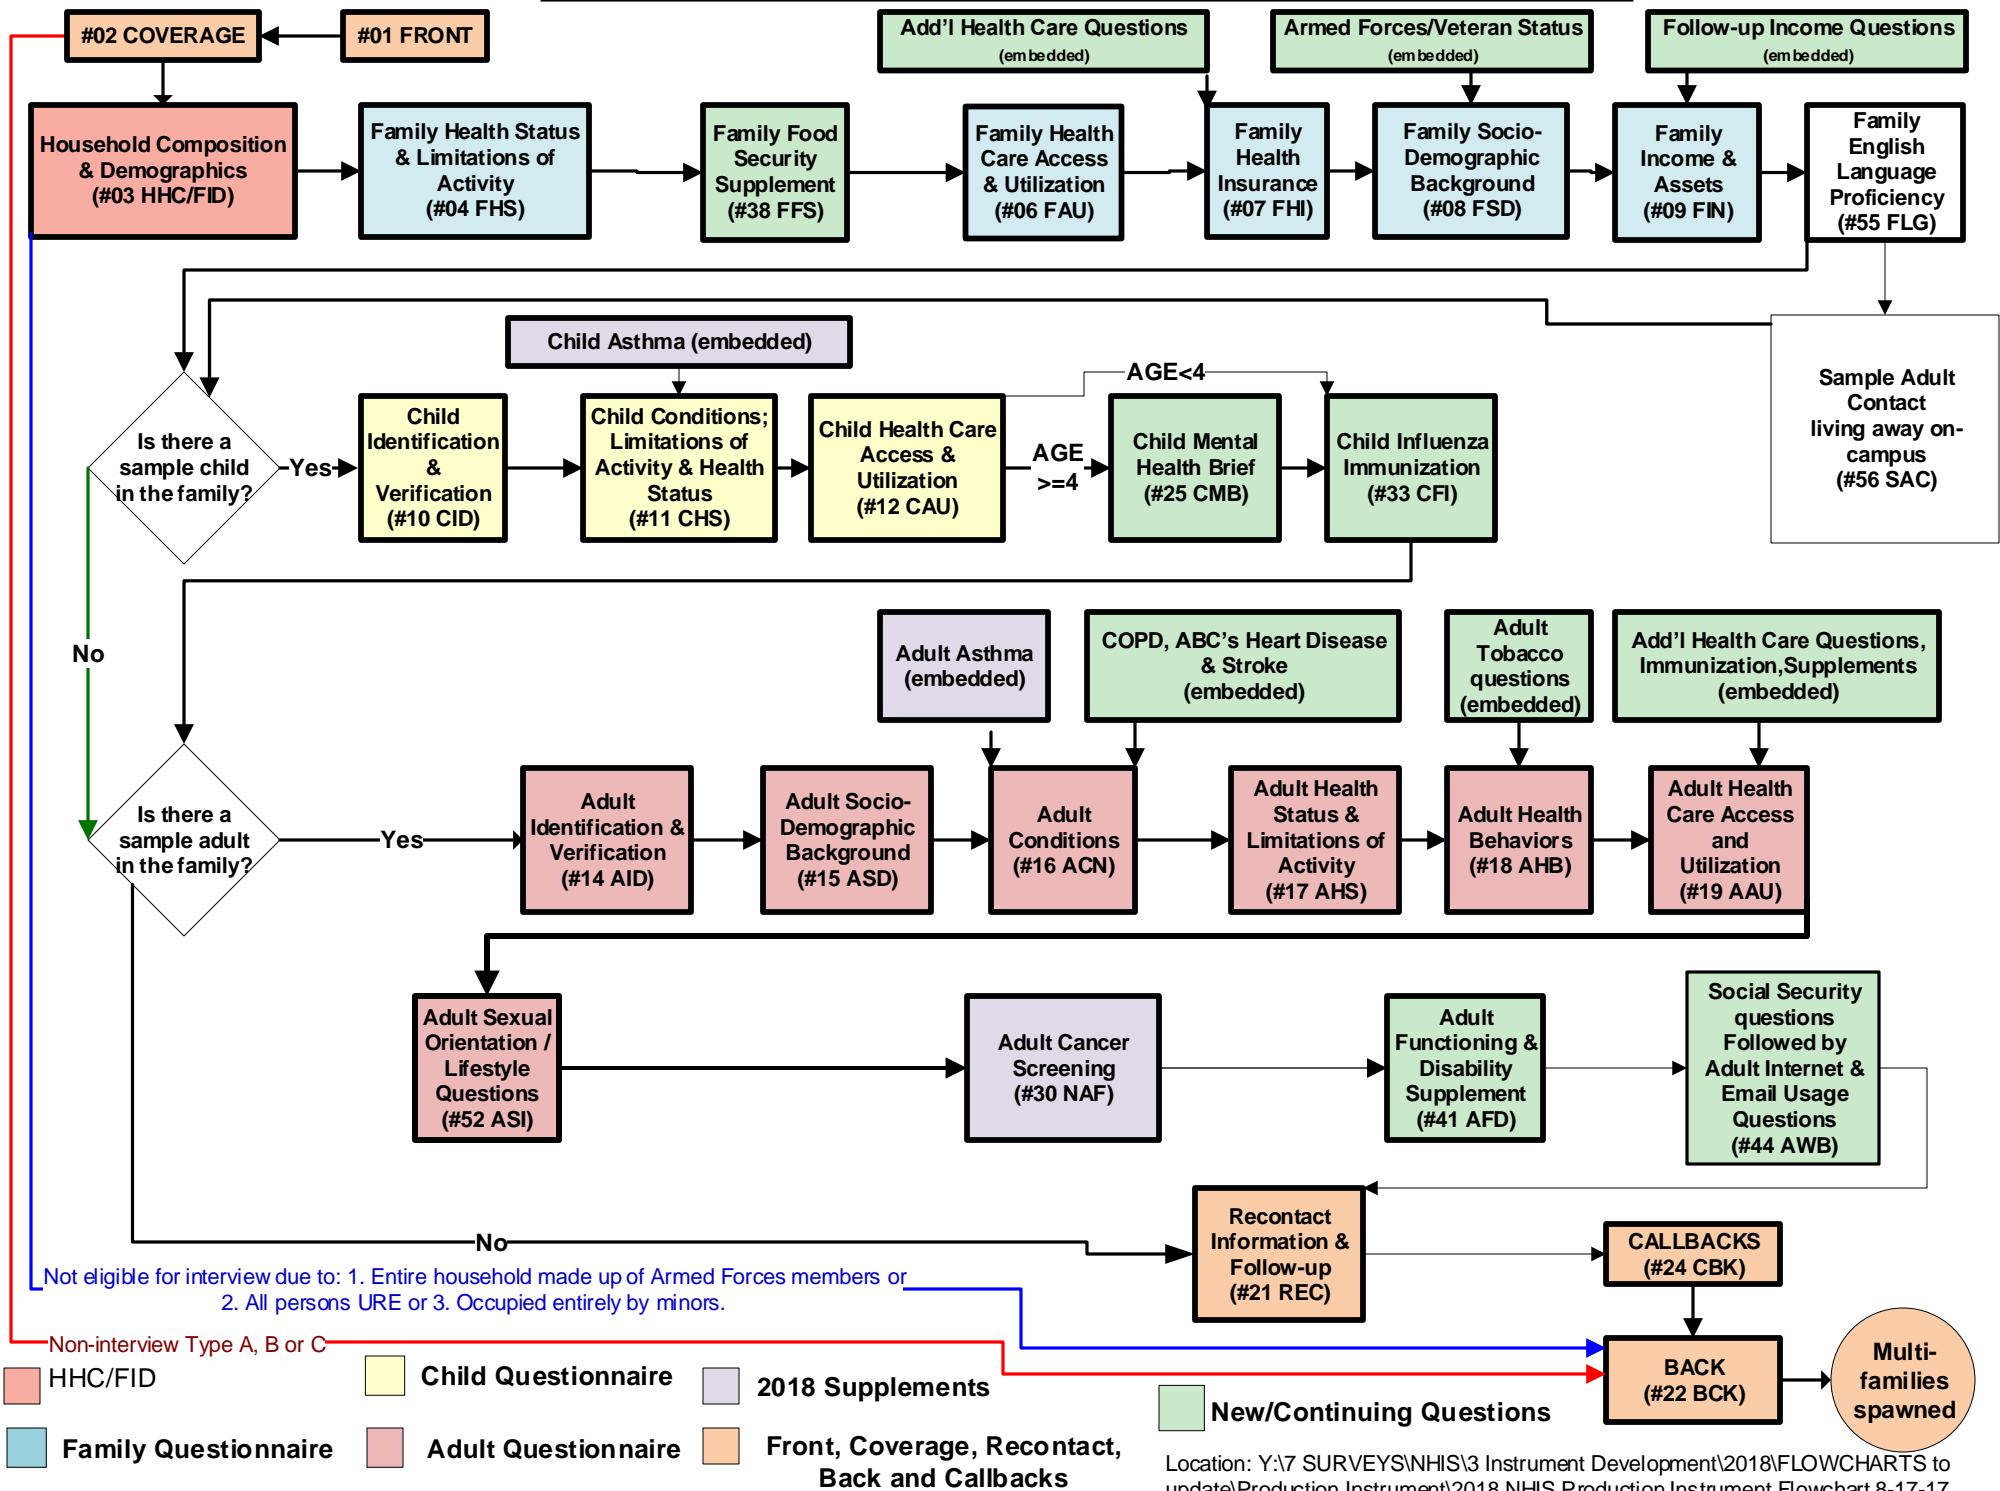 #02 COVERAGE
#01 FRONT
Add'l Health Care Questions
(embedded)
Armed Forces/Veteran Status
(embedded)
Follow-up Income Questions
(embedded)
Household Composition
& Demographics
(#03 HHC/FID)
Family Health Status
& Limitations of
Activity
(#04 FHS)
Family Food
Security
Supplement
(#38 FFS)
Family Health
Care Access
& Utilization
(#06 FAU)
Family
Health
Insurance
(#07 FHI)
Family Socio-
Demographic
Background
(#08 FSD)
Family
Income &
Assets
(#09 FIN)
Family
English
Language
Proficiency
(#55 FLG)
Child Asthma (embedded)
AGE<4
Sample Adult
Contact
living away on-
campus
(#56 SAC)
Is there a
sample child
in the family?
Yes
Child
Identification
&
Verification
(#10 CID)
Child Conditions;
Limitations of
Activity & Health
Status
(#11 CHS)
Child Health Care
Access &
Utilization
(#12 CAU)
AGE
>=4
Child Mental
Health Brief
(#25 CMB)
Child Influenza
Immunization
(#33 CFI)
No
Adult Asthma
(embedded)
COPD, ABC's Heart Disease
& Stroke
(embedded)
Adult
Tobacco
questions
(embedded)
Add'l Health Care Questions,
Immunization,Supplements
(embedded)
Is there a
sample adult
in the family?
Yes
Adult
Identification &
Verification
(#14 AID)
Adult Socio-
Demographic
Background
(#15 ASD)
Adult
Conditions
(#16 ACN)
Adult Health
Status &
Limitations of
Activity
(#17 AHS)
Adult Health
Behaviors
(#18 AHB)
Adult Health
Care Access
and
Utilization
(#19 AAU)
Adult Sexual
Orientation /
Lifestyle
Questions
(#52 ASI)
Adult Cancer
Screening
(#30 NAF)
Adult
Functioning &
Disability
Supplement
(#41 AFD)
Social Security
questions
Followed by
Adult Internet &
Email Usage
Questions
(#44 AWB)
No
Recontact
Information &
Follow-up
(#21 REC)
CALLBACKS
(#24 CBK)
Not eligible for interview due to: 1. Entire household made up of Armed Forces members or
2. All persons URE or 3. Occupied entirely by minors.
Non-interview Type A, B or C
BACK
(#22 BCK)
Multi-
families
spawned
HHC/FID
Child Questionnaire
2018 Supplements
New/Continuing Questions
Family Questionnaire
Adult Questionnaire
Front, Coverage, Recontact,
Back and Callbacks
Location: Y:\7 SURVEYS\NHIS\3 Instrument Development\2018\FLOWCHARTS to
update\Production Instrument\2018 NHIS Production Instrument Flowchart 8-17-17